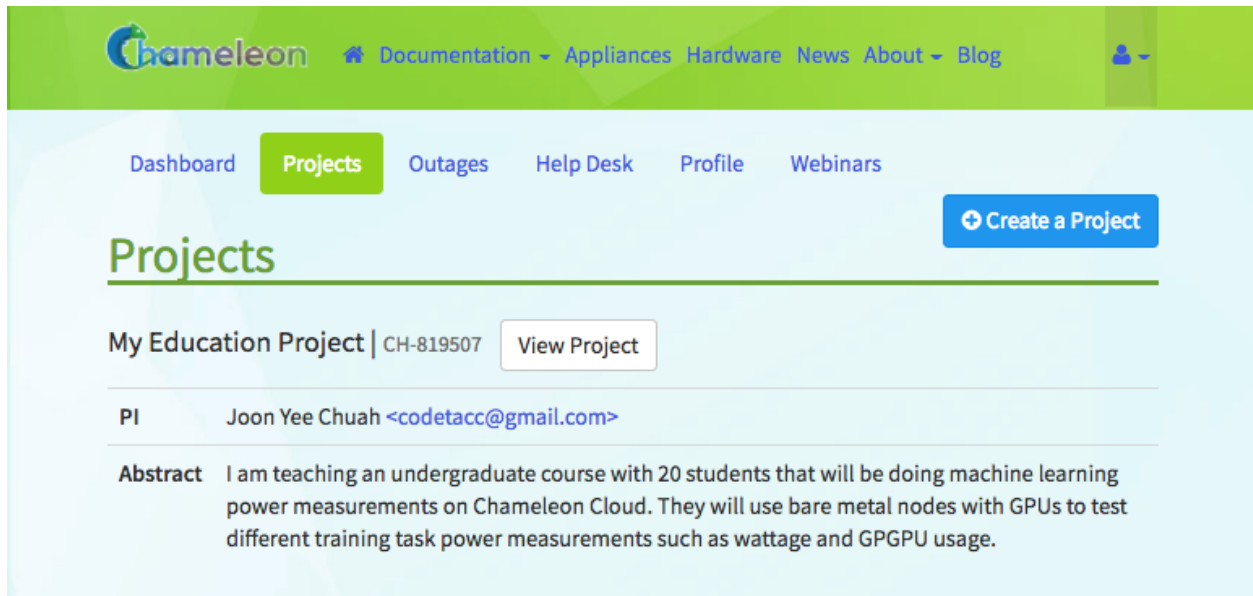 Chameleon Documentation Appliances Hardware News About Blog
Dashboard Projects Outages Help Desk Profile Webinars
Create a Project
Projects
My Education Project | CH-819507 View Project
PI Joon Yee Chuah <codetacc@gmail.com>
Abstract I am teaching an undergraduate course with 20 students that will be doing machine learning
power measurements on Chameleon Cloud. They will use bare metal nodes with GPUs to test
different training task power measurements such as wattage and GPGPU usage.